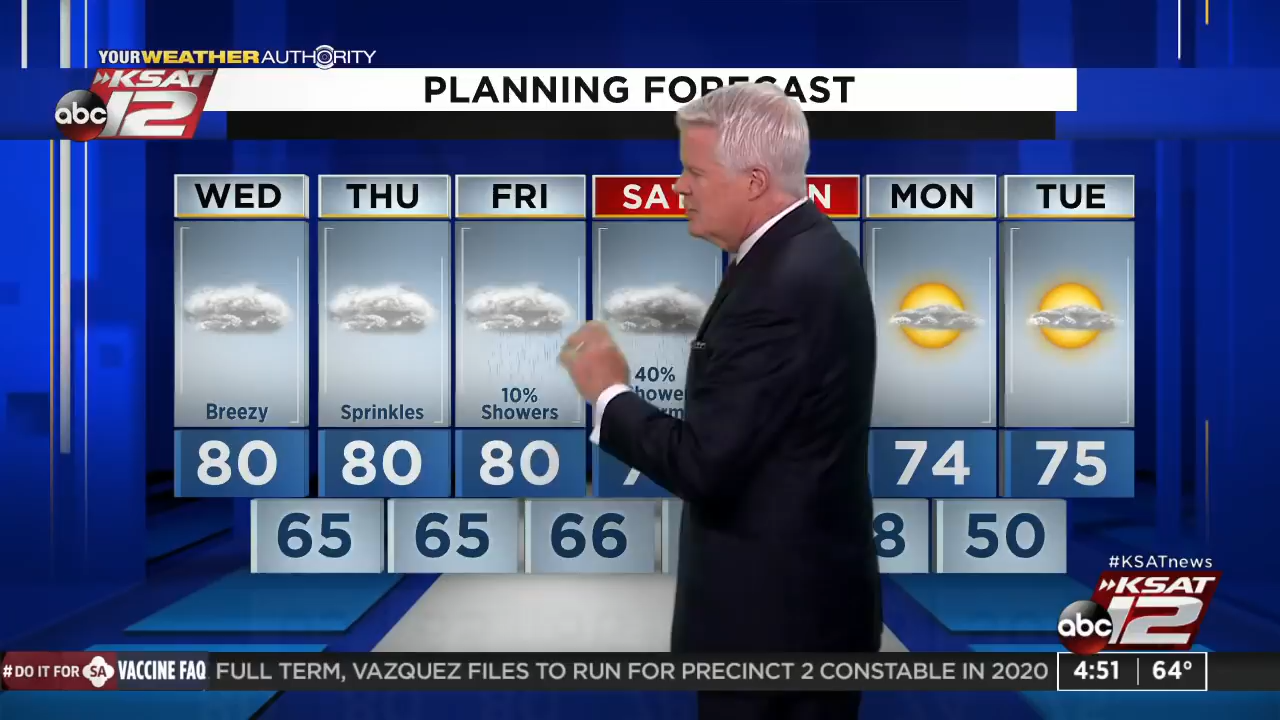 YOURWEATHERAUTHORITY
KSAT
abc 12
PLANNING FORECAST
WED THU FRI SAT MON TUE
40%
10%
Breezy Sprinkles Showers
80 80 80 74 75
65 65 66 50
#KSATnews
KSAT
abc 12
#DO IT FOR SA VACCINE FAQ FULL TERM, VAZQUEZ FILES TO RUN FOR PRECINCT 2 CONSTABLE IN 2020 4:51 64°